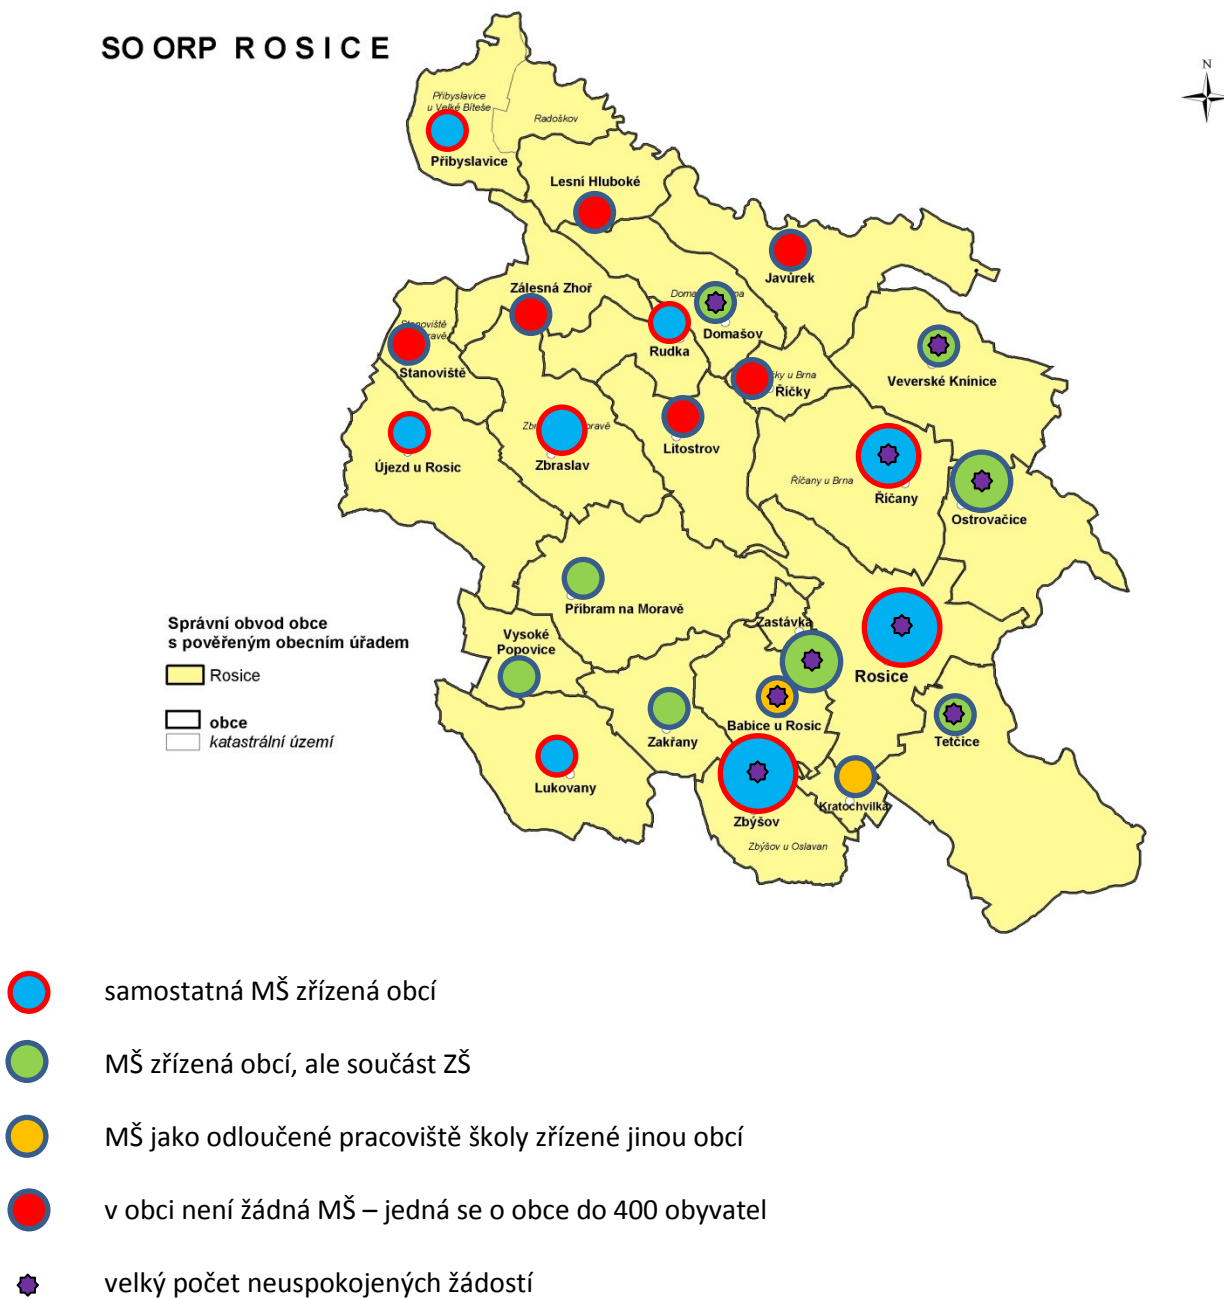 SO ORP R O S I C E
N
Přibyslavice
u Velké Bíteše
Radoškov
Přibyslavice
Lesní Hluboké
Javůrek
Zálesná Zhoř
Domašov
Rudka
Stanoviště
Veverské Knínice
Říčky
Litostrov
Újezd u Rosic
Zbraslav
Říčany u Brna
Říčany
Ostrovačice
Příbram na Moravě
Zastávka
Správní obvod obce
s pověřeným obecním úřadem
Rosice
obce
katastrální území
Vysoké
Popovice
Rosice
Babice u Rosic
Zakřany
Tetčice
Lukovany
Kratochvilka
Zbýšov
Zbýšov u Oslavan
samostatná MŠ zřízená obcí
MŠ zřízená obcí, ale součást ZŠ
MŠ jako odloučené pracoviště školy zřízené jinou obcí
v obci není žádná MŠ – jedná se o obce do 400 obyvatel
velký počet neuspokojených žádostí